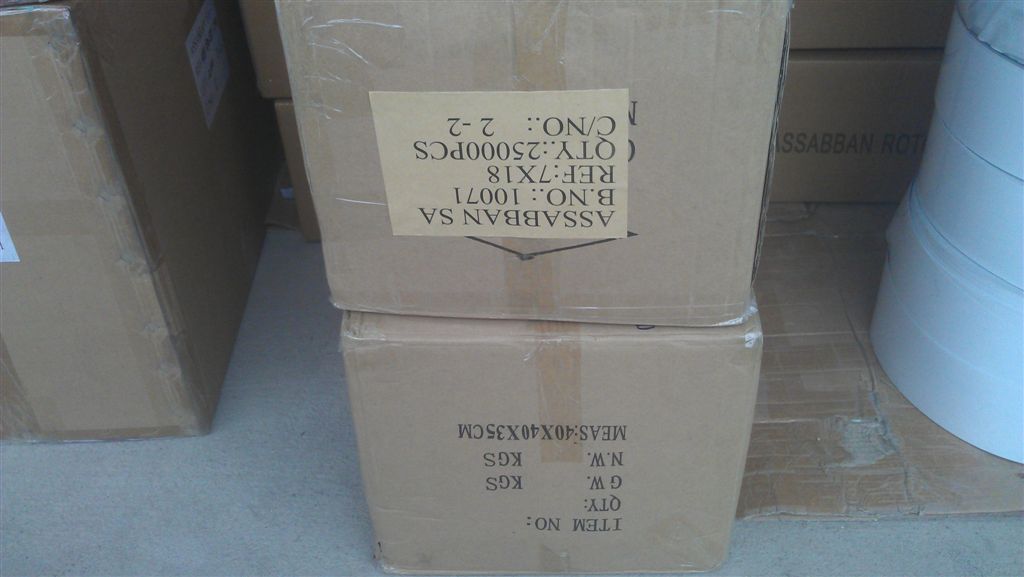 ASSABBAN SA
B.NO.: 10071
REF:7X18
QTY.:25000PCS
C/NO.: 2 - 2
ITEM NO:
QTY:
G.W. KGS
N.W. KGS
MEAS:40X40X35CM
ASSABBAN ROT